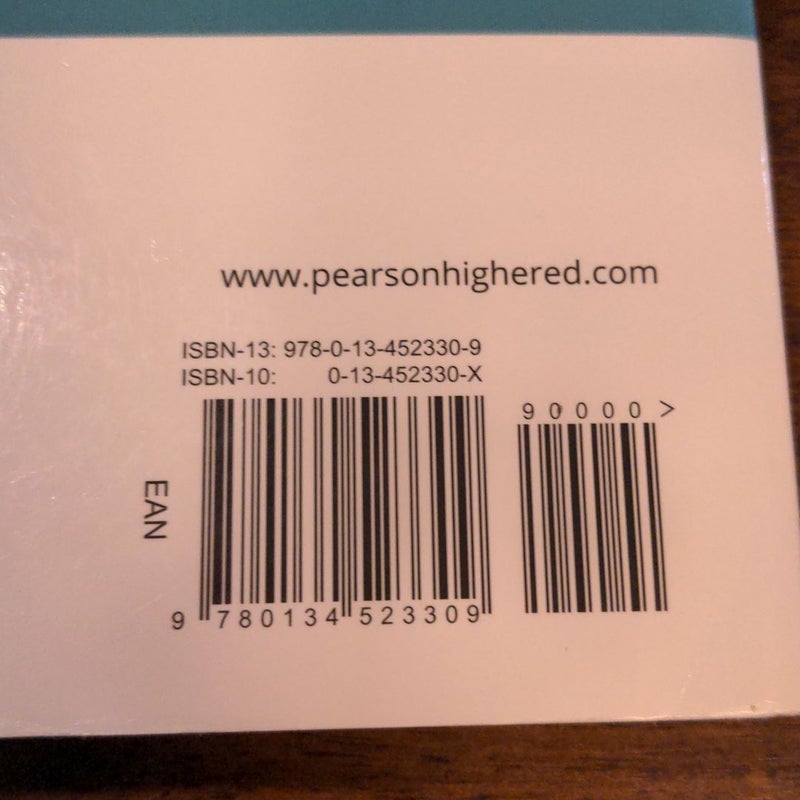 www.pearsonhighered.com
ISBN-13: 978-0-13-452330-9
ISBN-10: 0-13-452330-X
90000>
EAN
9 780134 523309